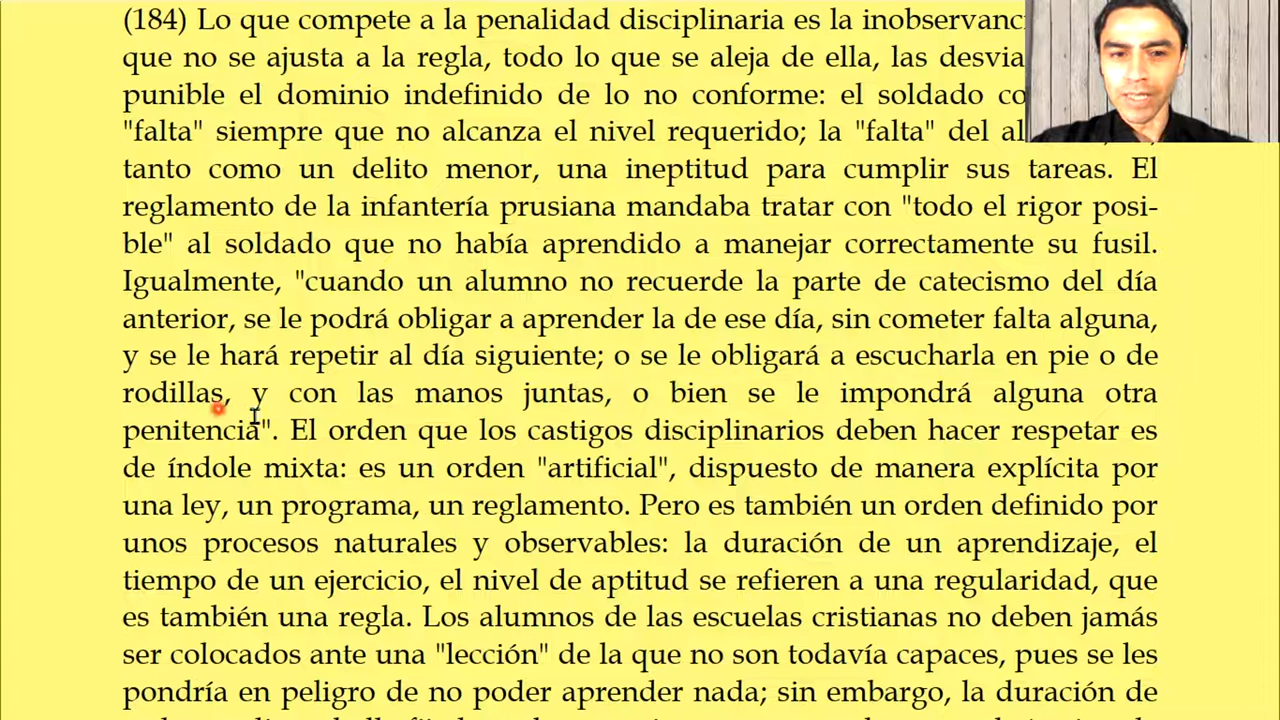 (184) Lo que compete a la penalidad disciplinaria es la
que no se ajusta a la regla, todo lo que se aleja de ella, las
punible el dominio indefinido de lo no conforme: el soldado
"falta" siempre que no alcanza el nivel requerido; la "falta" del
tanto como un delito menor, una ineptitud para cumplir sus tareas. El
reglamento de la infantería prusiana mandaba tratar con "todo el rigor posi-
ble" al soldado que no había aprendido a manejar correctamente su fusil.
Igualmente, "cuando un alumno no recuerde la parte de catecismo del día
anterior, se le podrá obligar a aprender la de ese día, sin cometer falta alguna,
y se le hará repetir al día siguiente; o se le obligará a escucharla en pie o de
rodillas, y con las manos juntas, o bien se le impondrá alguna otra
penitencia". El orden que los castigos disciplinarios deben hacer respetar es
de índole mixta: es un orden "artificial", dispuesto de manera explícita por
una ley, un programa, un reglamento. Pero es también un orden definido por
unos procesos naturales y observables: la duración de un aprendizaje, el
tiempo de un ejercicio, el nivel de aptitud se refieren a una regularidad, que
es también una regla. Los alumnos de las escuelas cristianas no deben jamás
ser colocados ante una "lección" de la que no son todavía capaces, pues se les
pondría en peligro de no poder aprender nada; sin embargo, la duración de